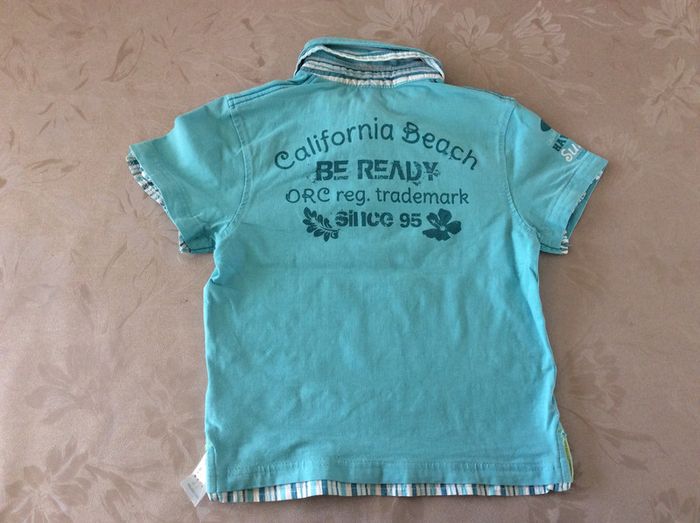 California Beach
BE READY
ORC reg. trademark
Since 95